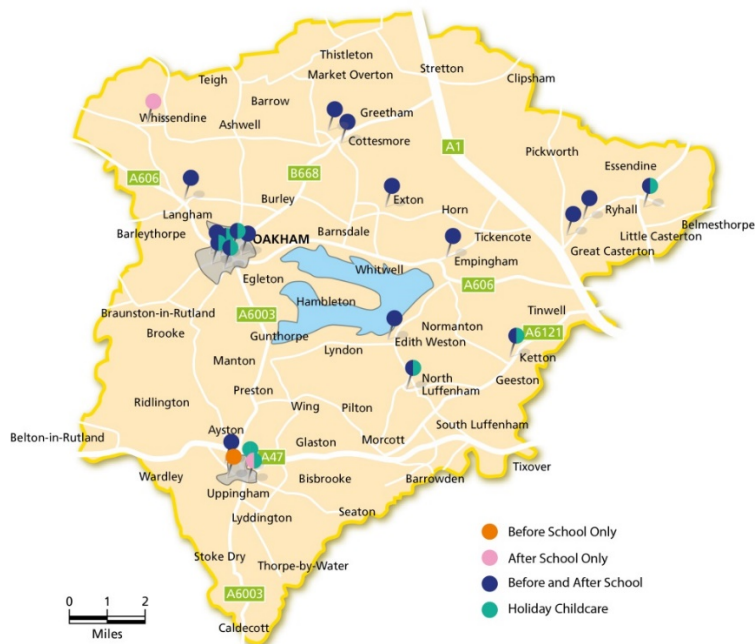 Thistleton
Market Overton
Stretton
Teigh
Clipsham
Barrow
Greetham
Whissendine
Ashwell
Cottesmore
A1
Pickworth
Essendine
B668
A606
Burley
Exton
Langham
Horn
Ryhall
Belmesthorpe
Barleythorpe
OAKHAM
Barnsdale
Tickencote
Little Casterton
Great Casterton
Empingham
Whitwell
Egleton
A606
Hambleton
Braunston-in-Rutland
A6003
Tinwell
Brooke
Gunthorpe
Normanton
A6121
Edith Weston
Lyndon
Ketton
Manton
Geeston
North
Luffenham
Preston
Ridlington
Wing
Pilton
South Luffenham
Ayston
Belton-in-Rutland
Glaston
Morcott
A47
Tixover
Wardley
Bisbrooke
Barrowden
Uppingham
Seaton
Lyddington
Stoke Dry
Thorpe-by-Water
A6003
Caldecott
Before School Only
After School Only
Before and After School
Holiday Childcare
0 1 2
Miles